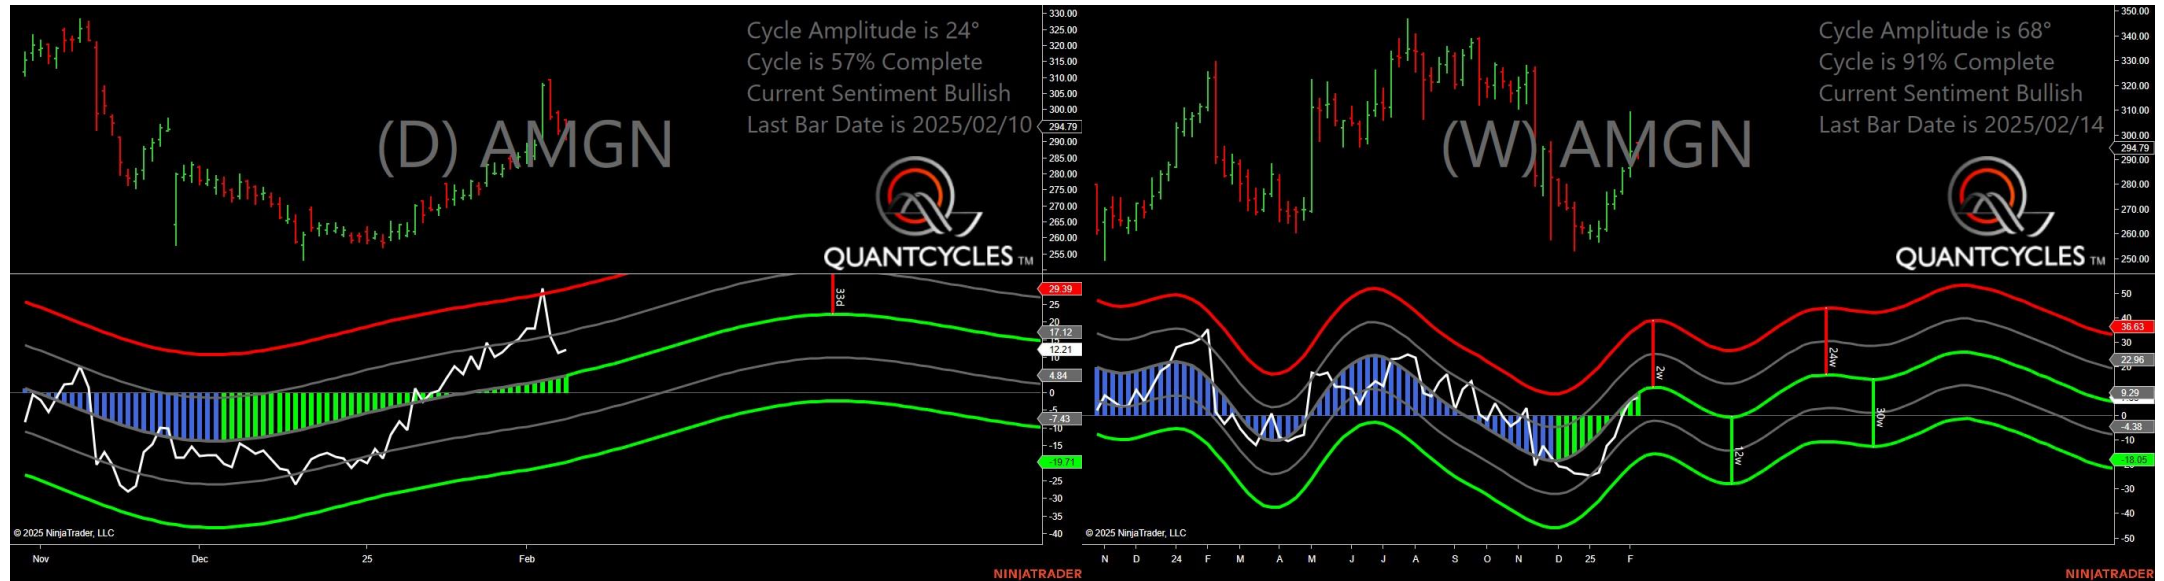 Cycle Amplitude is 24°
Cycle is 57% Complete
Current Sentiment Bullish
Last Bar Date is 2025/02/10
(D) AMGN
QUANTCYCLES TM
330.00
325.00
320.00
315.00
310.00
305.00
300.00
294.79
290.00
285.00
280.00
275.00
270.00
265.00
260.00
255.00
33d
29.39
25
20
17.12
12.21
10
4.84
0
-5
-7.43
-10
-15
-19.71
-25
-30
-35
-40
© 2025 NinjaTrader, LLC
Nov Dec 25 Feb
NINJATRADER
Cycle Amplitude is 68°
Cycle is 91% Complete
Current Sentiment Bullish
Last Bar Date is 2025/02/14
(W) AMGN
QUANTCYCLES TM
350.00
340.00
330.00
320.00
310.00
300.00
294.79
290.00
280.00
270.00
260.00
250.00
2w
12w
24w
30w
50
40
36.63
30
22.96
20
9.29
0
-4.38
-10
-18.05
-30
-40
-50
© 2025 NinjaTrader, LLC
N D 24 F M A M J J A S O N D 25 F
NINJATRADER